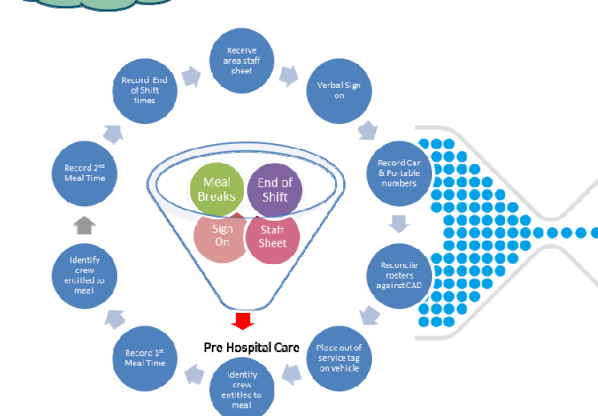 Receive
area staff
sheet
Verbal Sign
on
Record Car
& Portable
numbers
Reconcile
rosters
against CAD
Place out of
service tag
on vehicle
Identify
crew
entitled to
meal
Record 1st
Meal Time
Identify
crew
entitled to
meal
Record 2nd
Meal Time
Record End
of Shift
times
Meal
Breaks
End of
Shift
Sign
On
Staff
Sheet
Pre Hospital Care